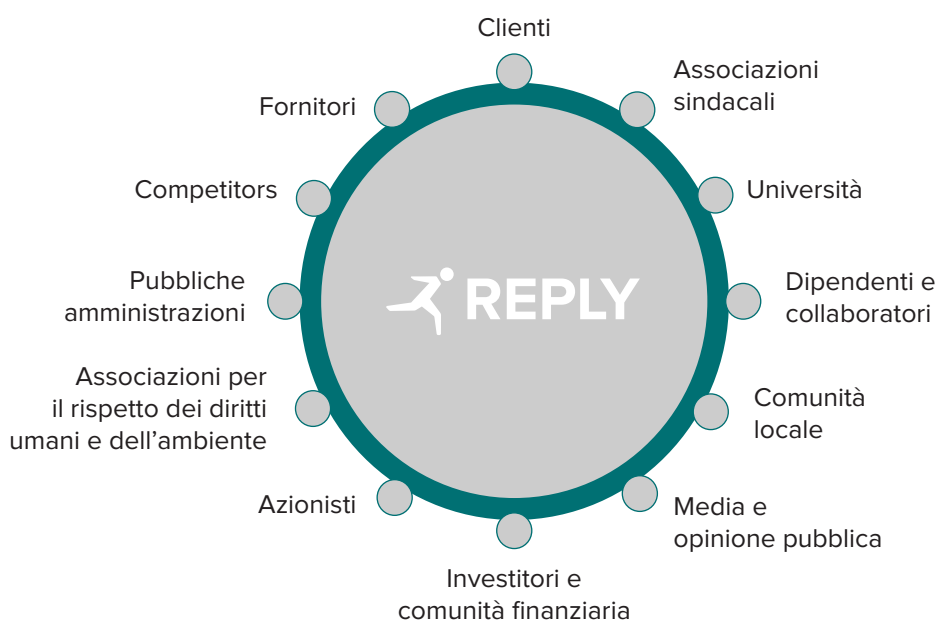 Clienti
Associazioni
sindacali
Università
Dipendenti e
collaboratori
Comunità
locale
Media e
opinione pubblica
Investitori e
comunità finanziaria
Azionisti
Associazioni per
il rispetto dei diritti
umani e dell'ambiente
Pubbliche
amministrazioni
Competitors
Fornitori
REPLY